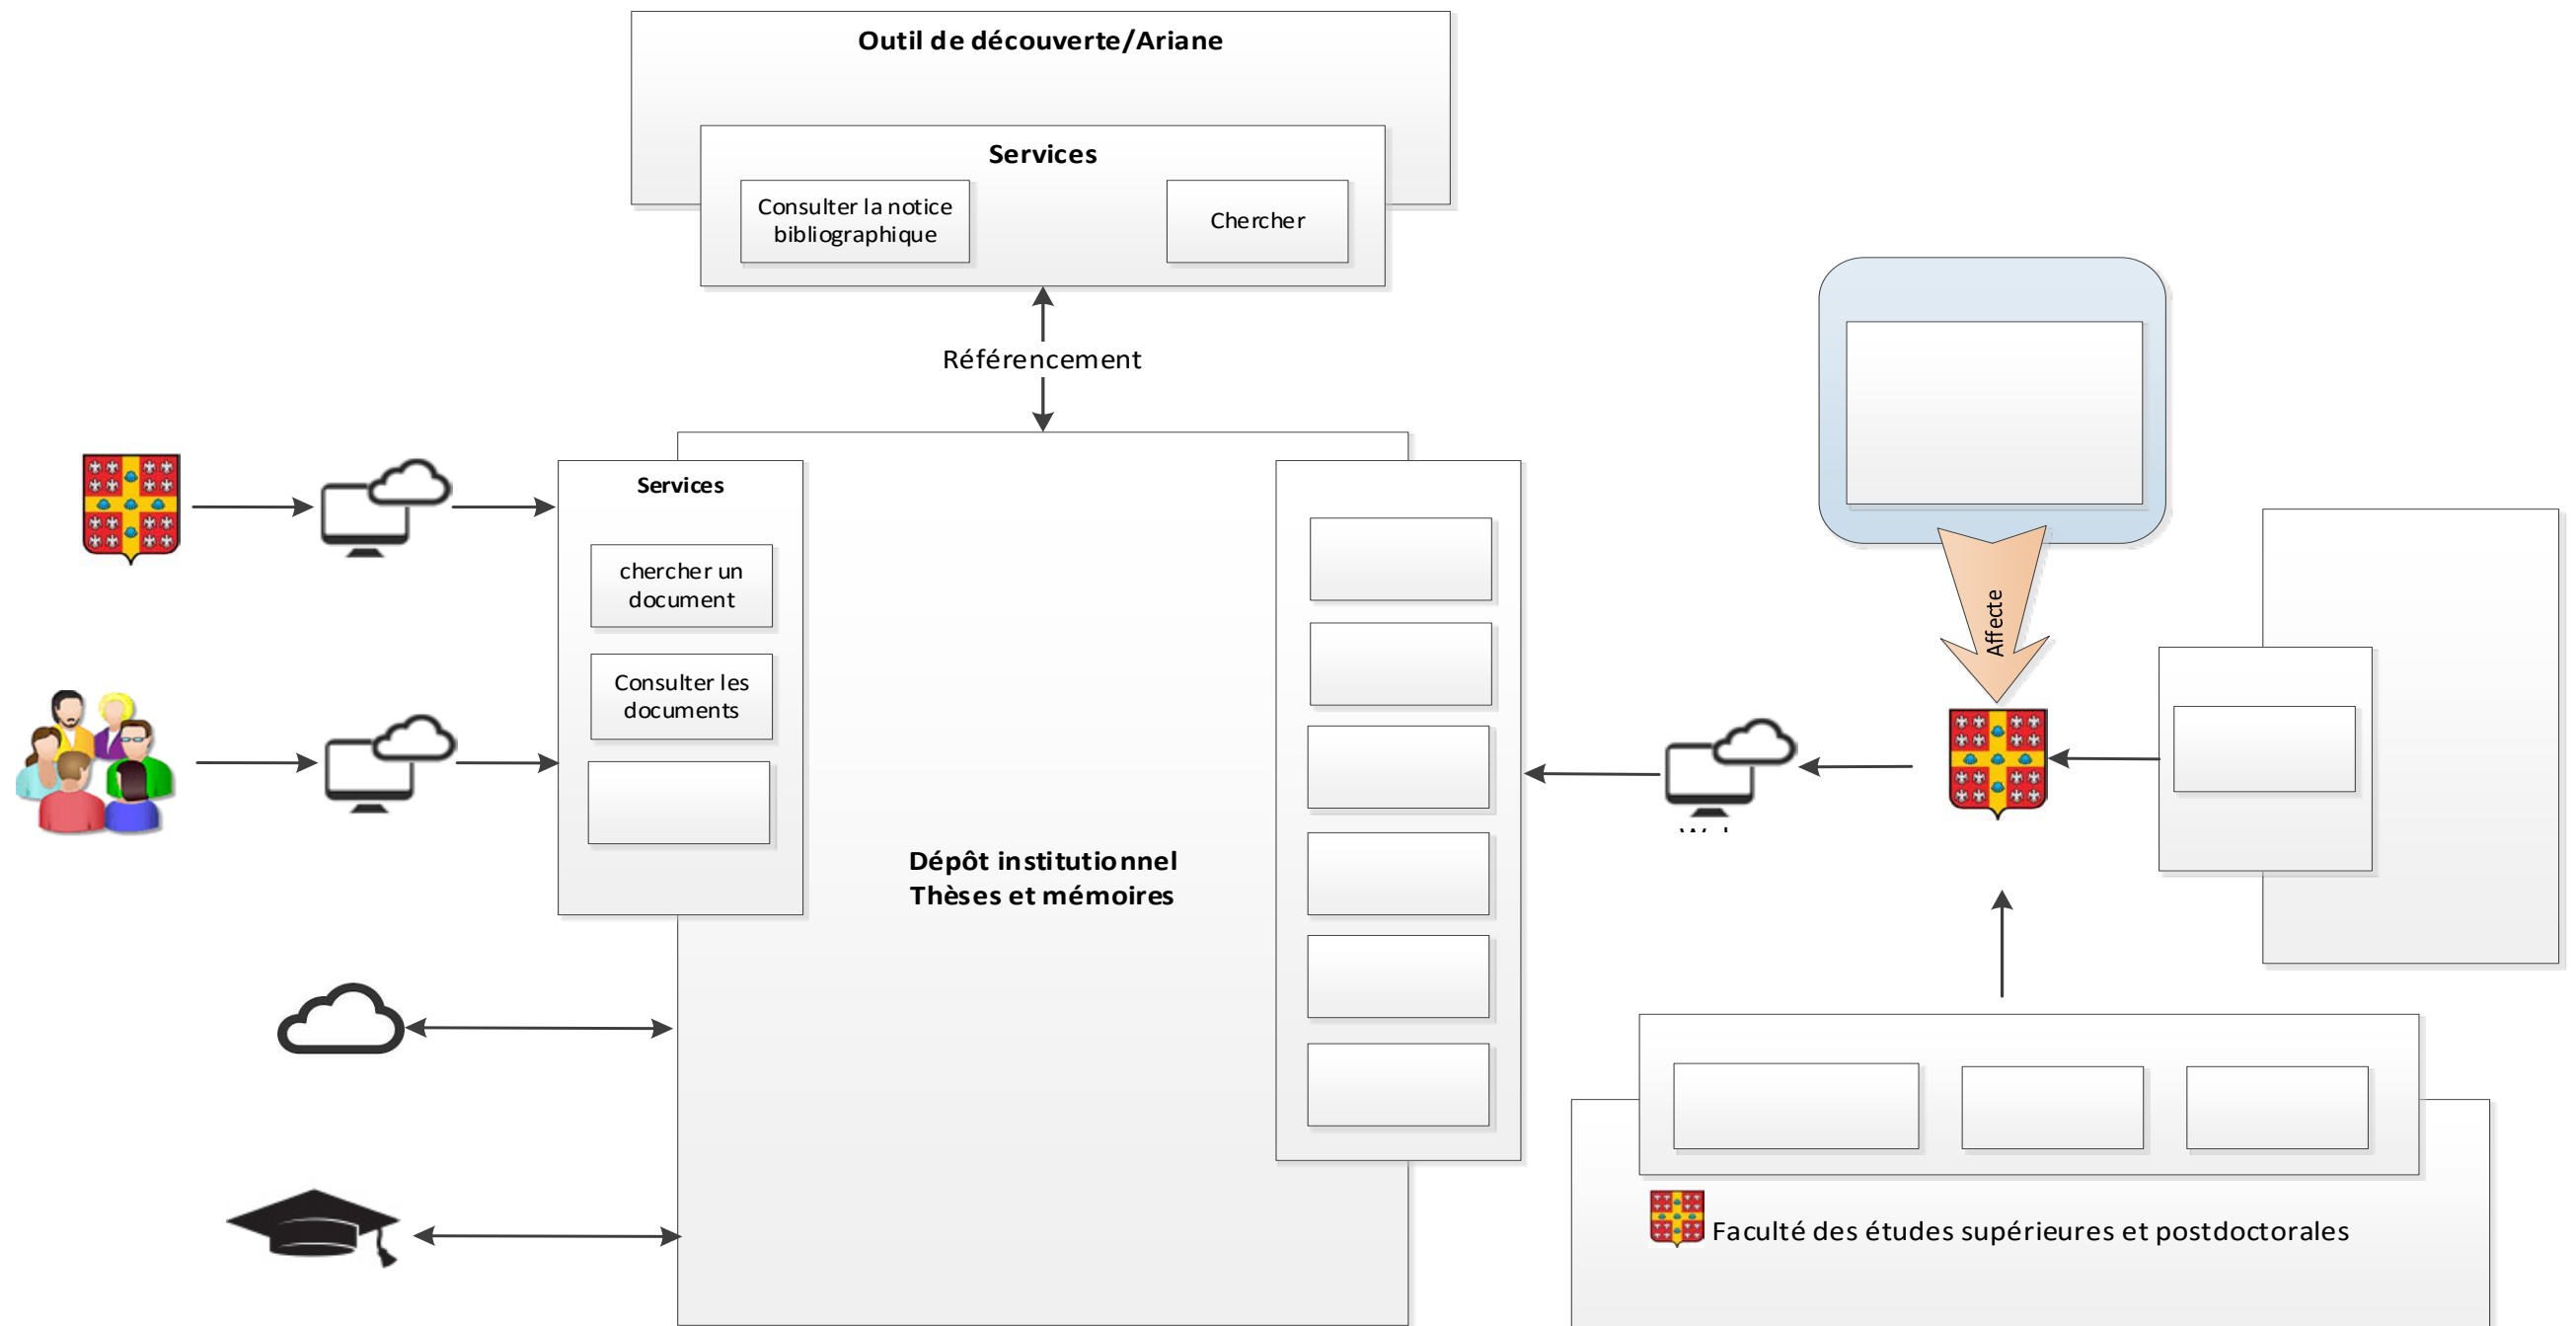 Outil de découverte/Ariane
Services
Consulter la notice
bibliographique
Chercher
Référencement
Services
chercher un
document
Consulter les
documents
Dépôt institutionnel
Thèses et mémoires
Affecte
Faculté des études supérieures et postdoctorales